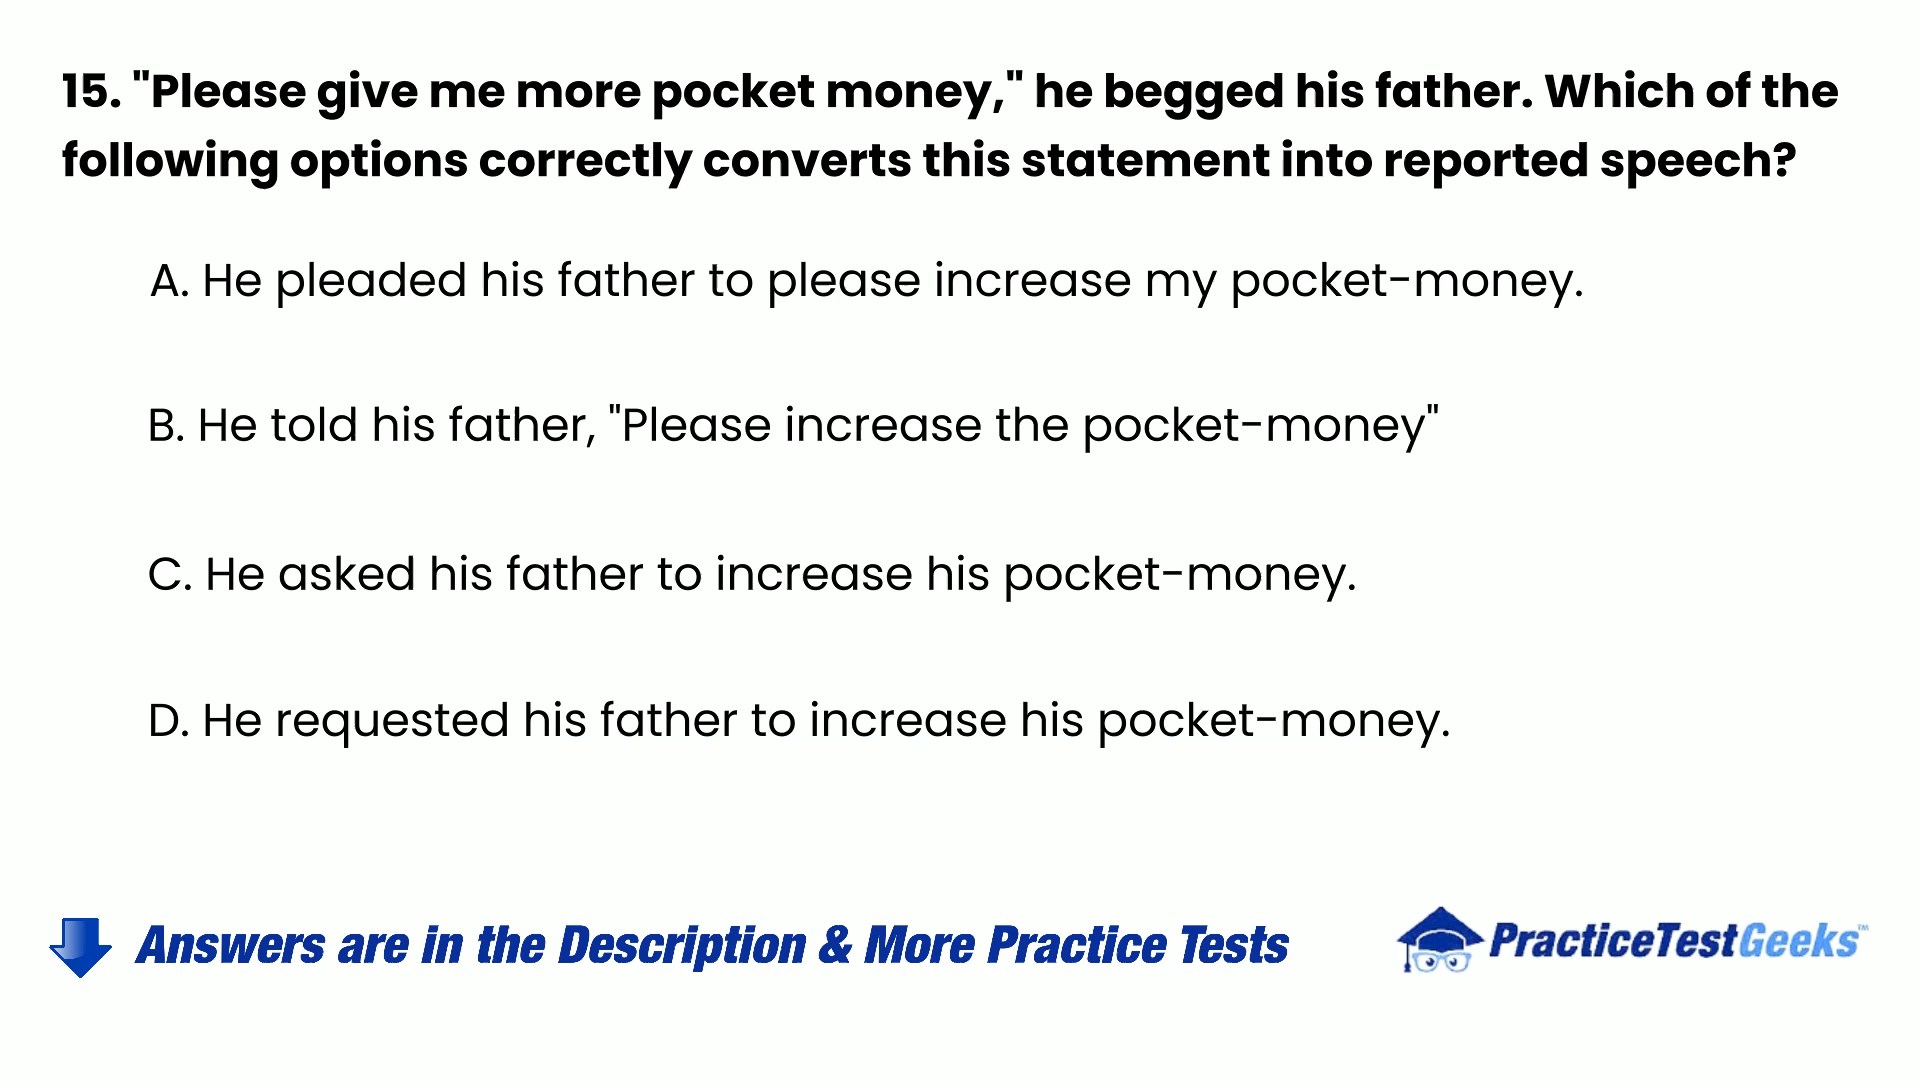 15. "Please give me more pocket money," he begged his father. Which of the
following options correctly converts this statement into reported speech?
A. He pleaded his father to please increase my pocket-money.
B. He told his father, "Please increase the pocket-money"
C. He asked his father to increase his pocket-money.
D. He requested his father to increase his pocket-money.
Answers are in the Description & More Practice Tests
PracticeTestGeeks™